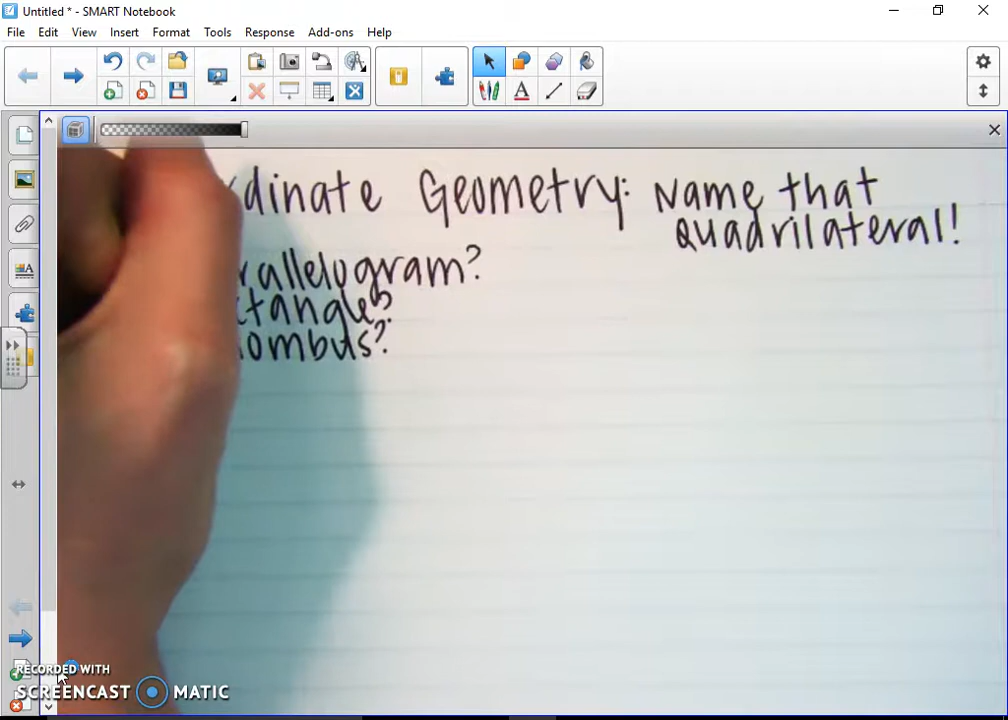 Untitled * - SMART Notebook
File Edit View Insert Format Tools Response Add-ons Help
dinate Geometry: Name that
quadrilateral!
rallelogram?
ctangle?
ombus?
RECORDED WITH
SCREENCAST MATIC